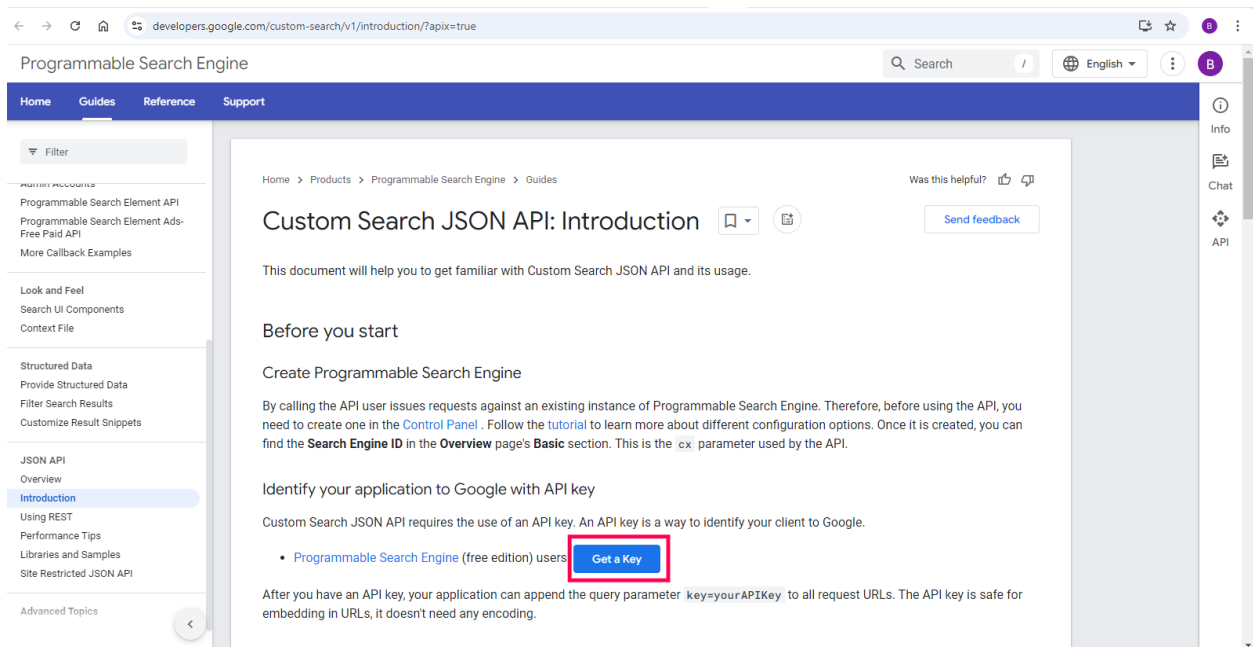 developers.google.com/custom-search/v1/introduction/?apix=true
B
Programmable Search Engine
Search
/
English
B
Home
Guides
Reference
Support
Info
Chat
API
Filter
Admin Accounts
Programmable Search Element API
Programmable Search Element Ads-
Free Paid API
More Callback Examples
Look and Feel
Search UI Components
Context File
Structured Data
Provide Structured Data
Filter Search Results
Customize Result Snippets
JSON API
Overview
Introduction
Using REST
Performance Tips
Libraries and Samples
Site Restricted JSON API
Advanced Topics
Home > Products > Programmable Search Engine > Guides
Was this helpful?
Custom Search JSON API: Introduction
Send feedback
This document will help you to get familiar with Custom Search JSON API and its usage.
Before you start
Create Programmable Search Engine
By calling the API user issues requests against an existing instance of Programmable Search Engine. Therefore, before using the API, you
need to create one in the Control Panel . Follow the tutorial to learn more about different configuration options. Once it is created, you can
find the Search Engine ID in the Overview page's Basic section. This is the cx parameter used by the API.
Identify your application to Google with API key
Custom Search JSON API requires the use of an API key. An API key is a way to identify your client to Google.
• Programmable Search Engine (free edition) users Get a Key
After you have an API key, your application can append the query parameter key=yourAPIKey to all request URLs. The API key is safe for
embedding in URLs, it doesn't need any encoding.